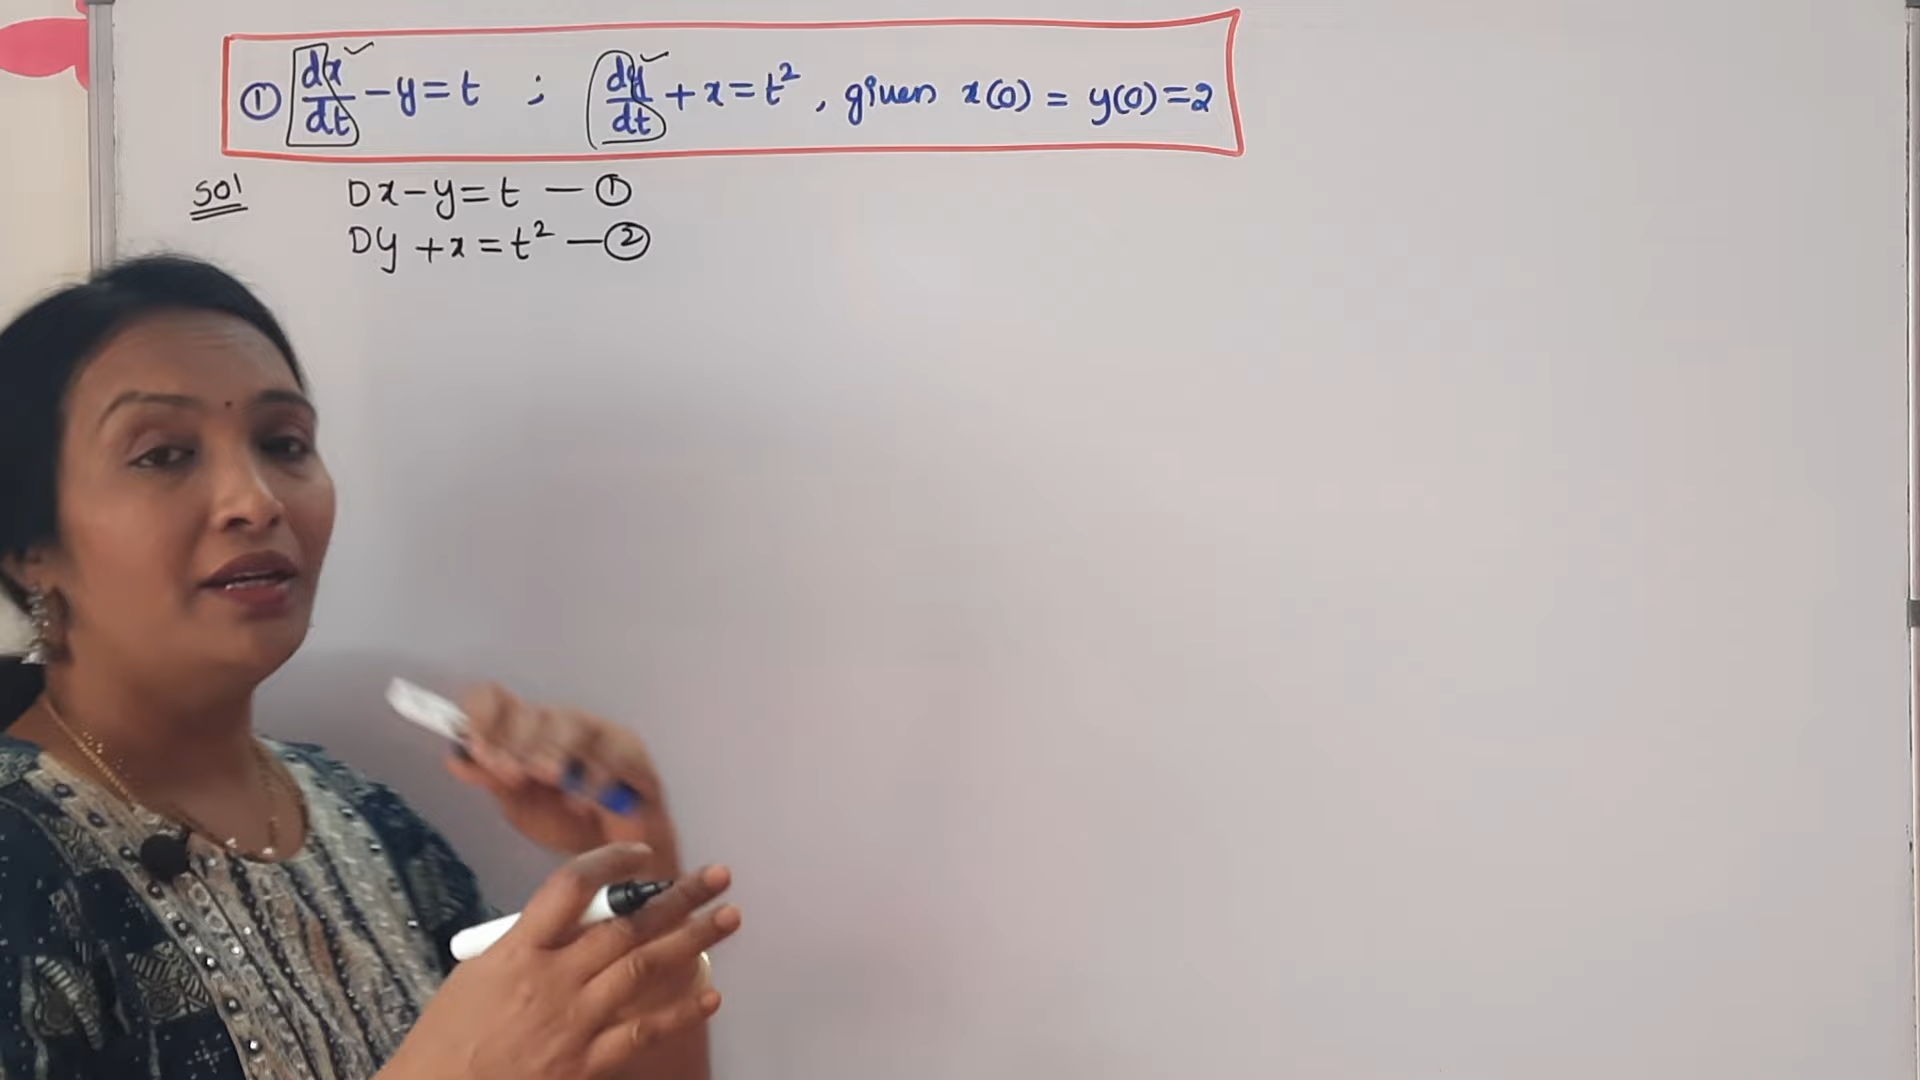 ① dx/dt - y = t ; dy/dt + x = t², given x(0) = y(0) = 2
Sol Dx - y = t — ①
Dy + x = t² — ②